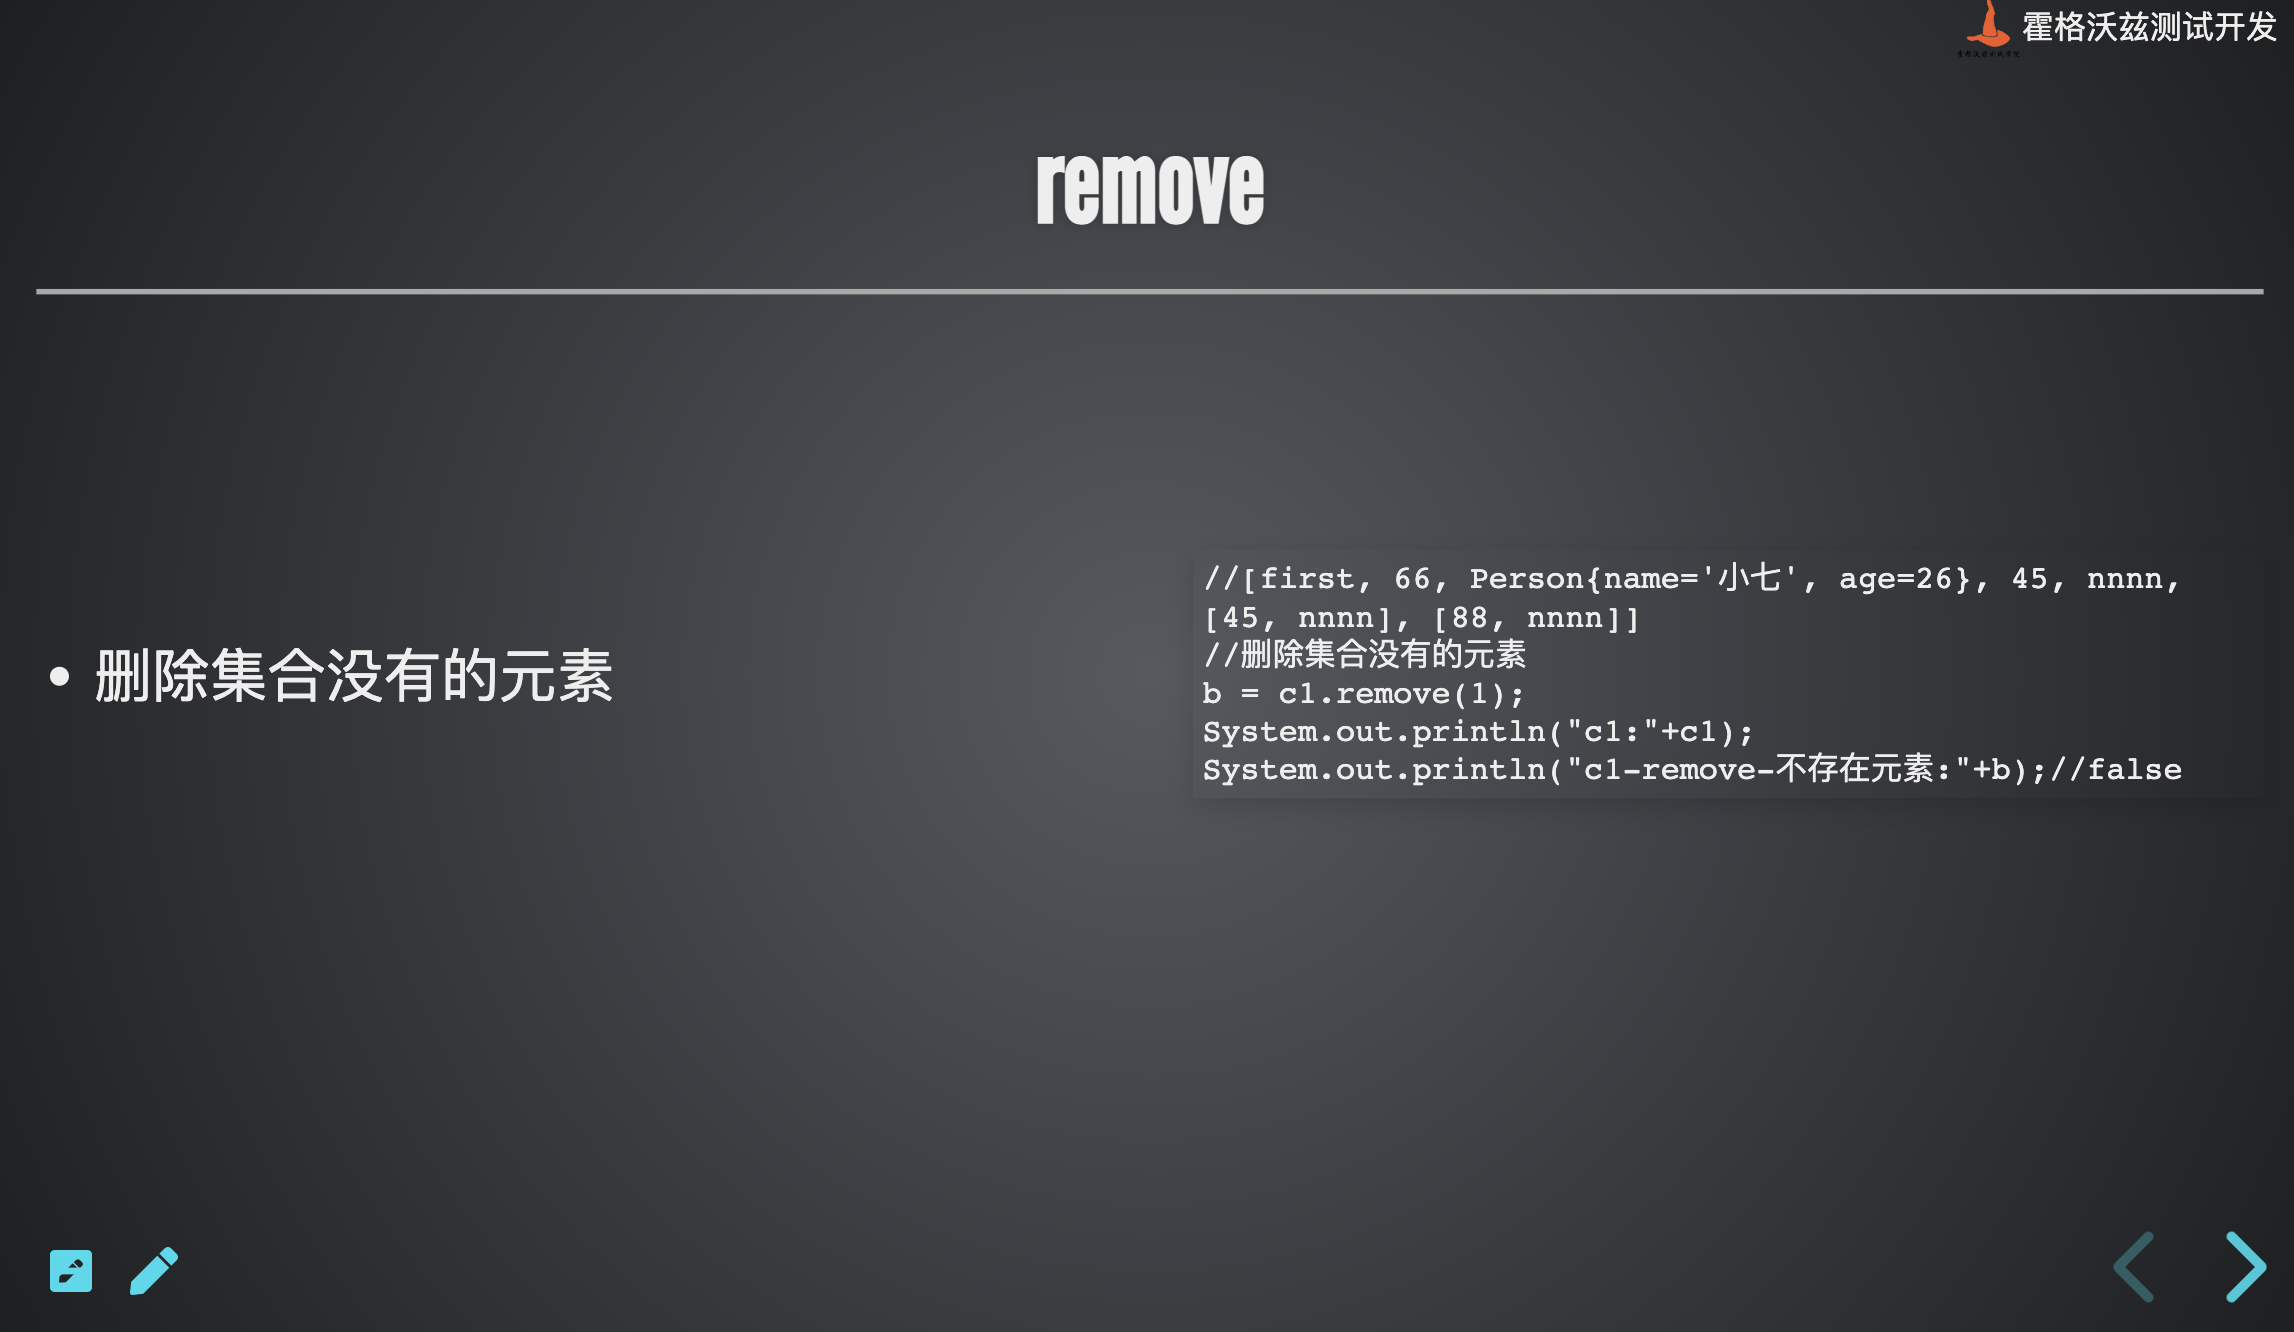 霍格沃兹测试开发
remove
删除集合没有的元素
//[first, 66, Person{name='小七', age=26}, 45, nnnn,
[45, nnnn], [88, nnnn]]
//删除集合没有的元素
b = c1.remove(1);
System.out.println("c1:"+c1);
System.out.println("c1-remove-不存在元素:"+b);//false